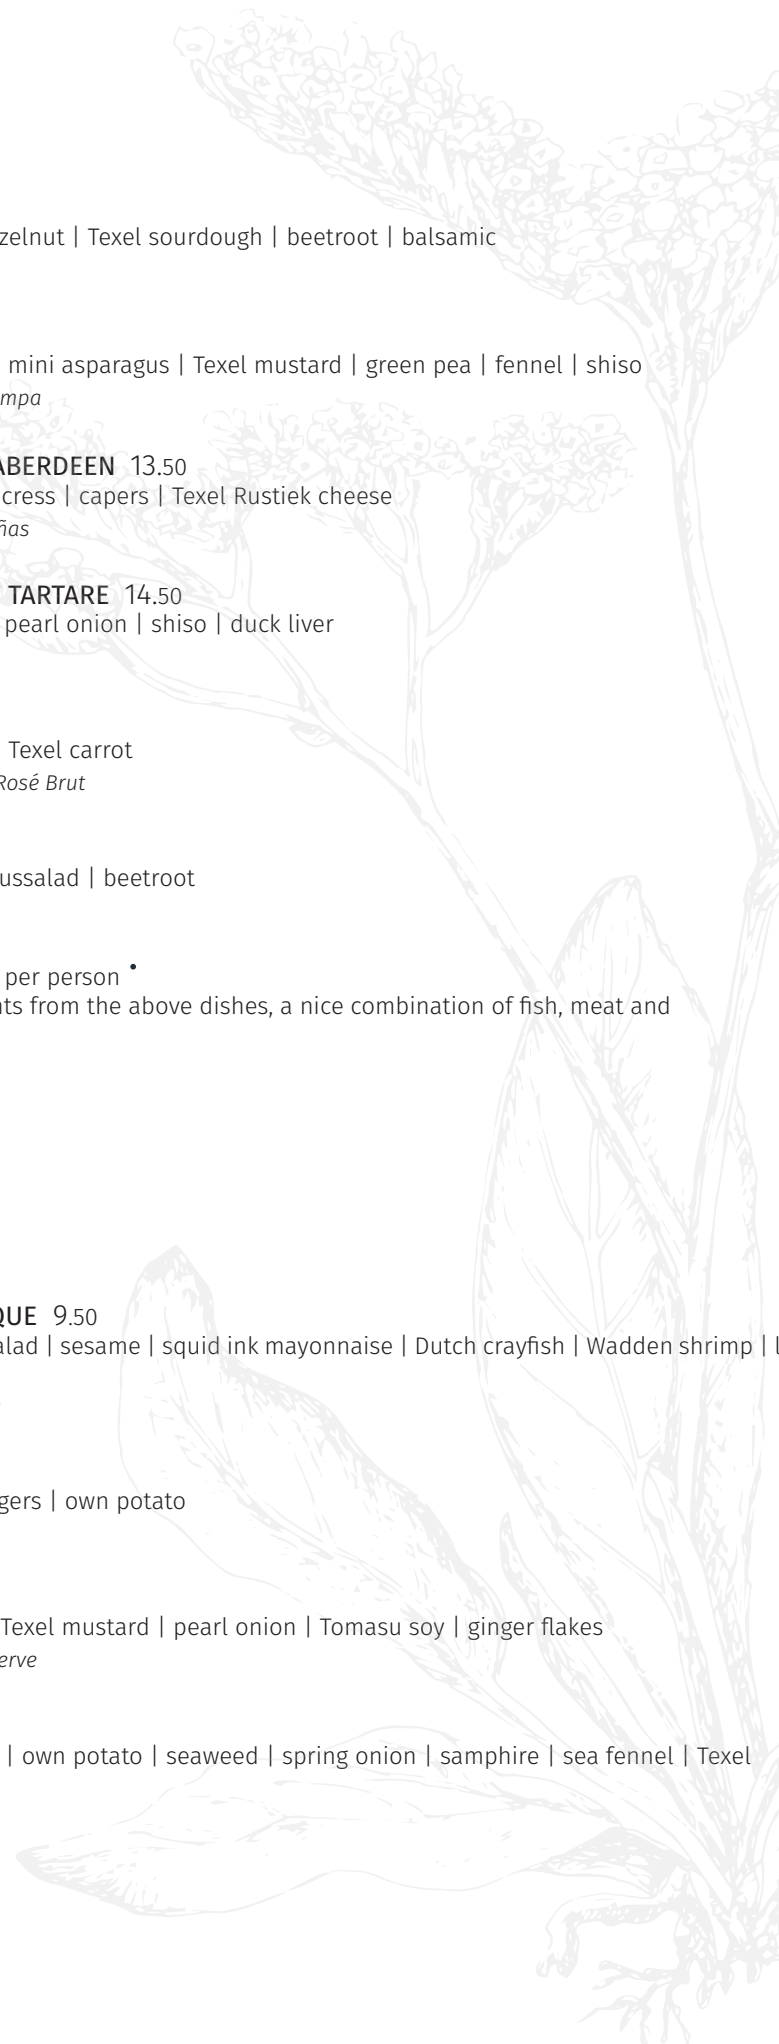 zelnut | Texel sourdough | beetroot | balsamic
mini asparagus | Texel mustard | green pea | fennel | shiso
mpa
ABERDEEN 13.50
cress | capers | Texel Rustiek cheese
ñas
TARTARE 14.50
pearl onion | shiso | duck liver
Texel carrot
Rosé Brut
ussalad | beetroot
per person •
nts from the above dishes, a nice combination of fish, meat and
QUE 9.50
alad | sesame | squid ink mayonnaise | Dutch crayfish | Wadden shrimp | l
gers | own potato
Texel mustard | pearl onion | Tomasu soy | ginger flakes
erve
| own potato | seaweed | spring onion | samphire | sea fennel | Texel